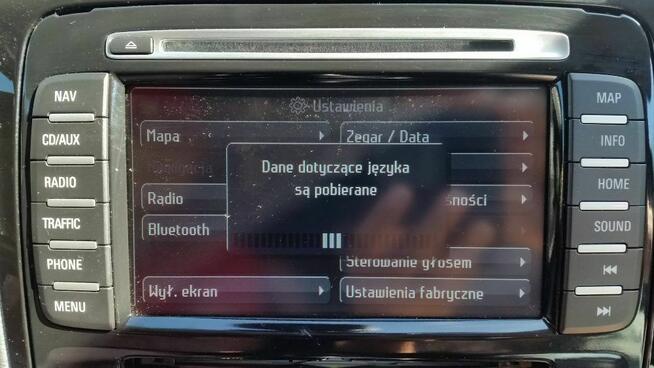 NAV
CD/AUX
RADIO
TRAFFIC
PHONE
MENU
Ustawienia
Mapa
Zegar / Data
Dane dotyczące języka
są pobierane
Radio
ności
Bluetooth
Sterowanie głosem
Wył. ekran
Ustawienia fabryczne
MAP
INFO
HOME
SOUND